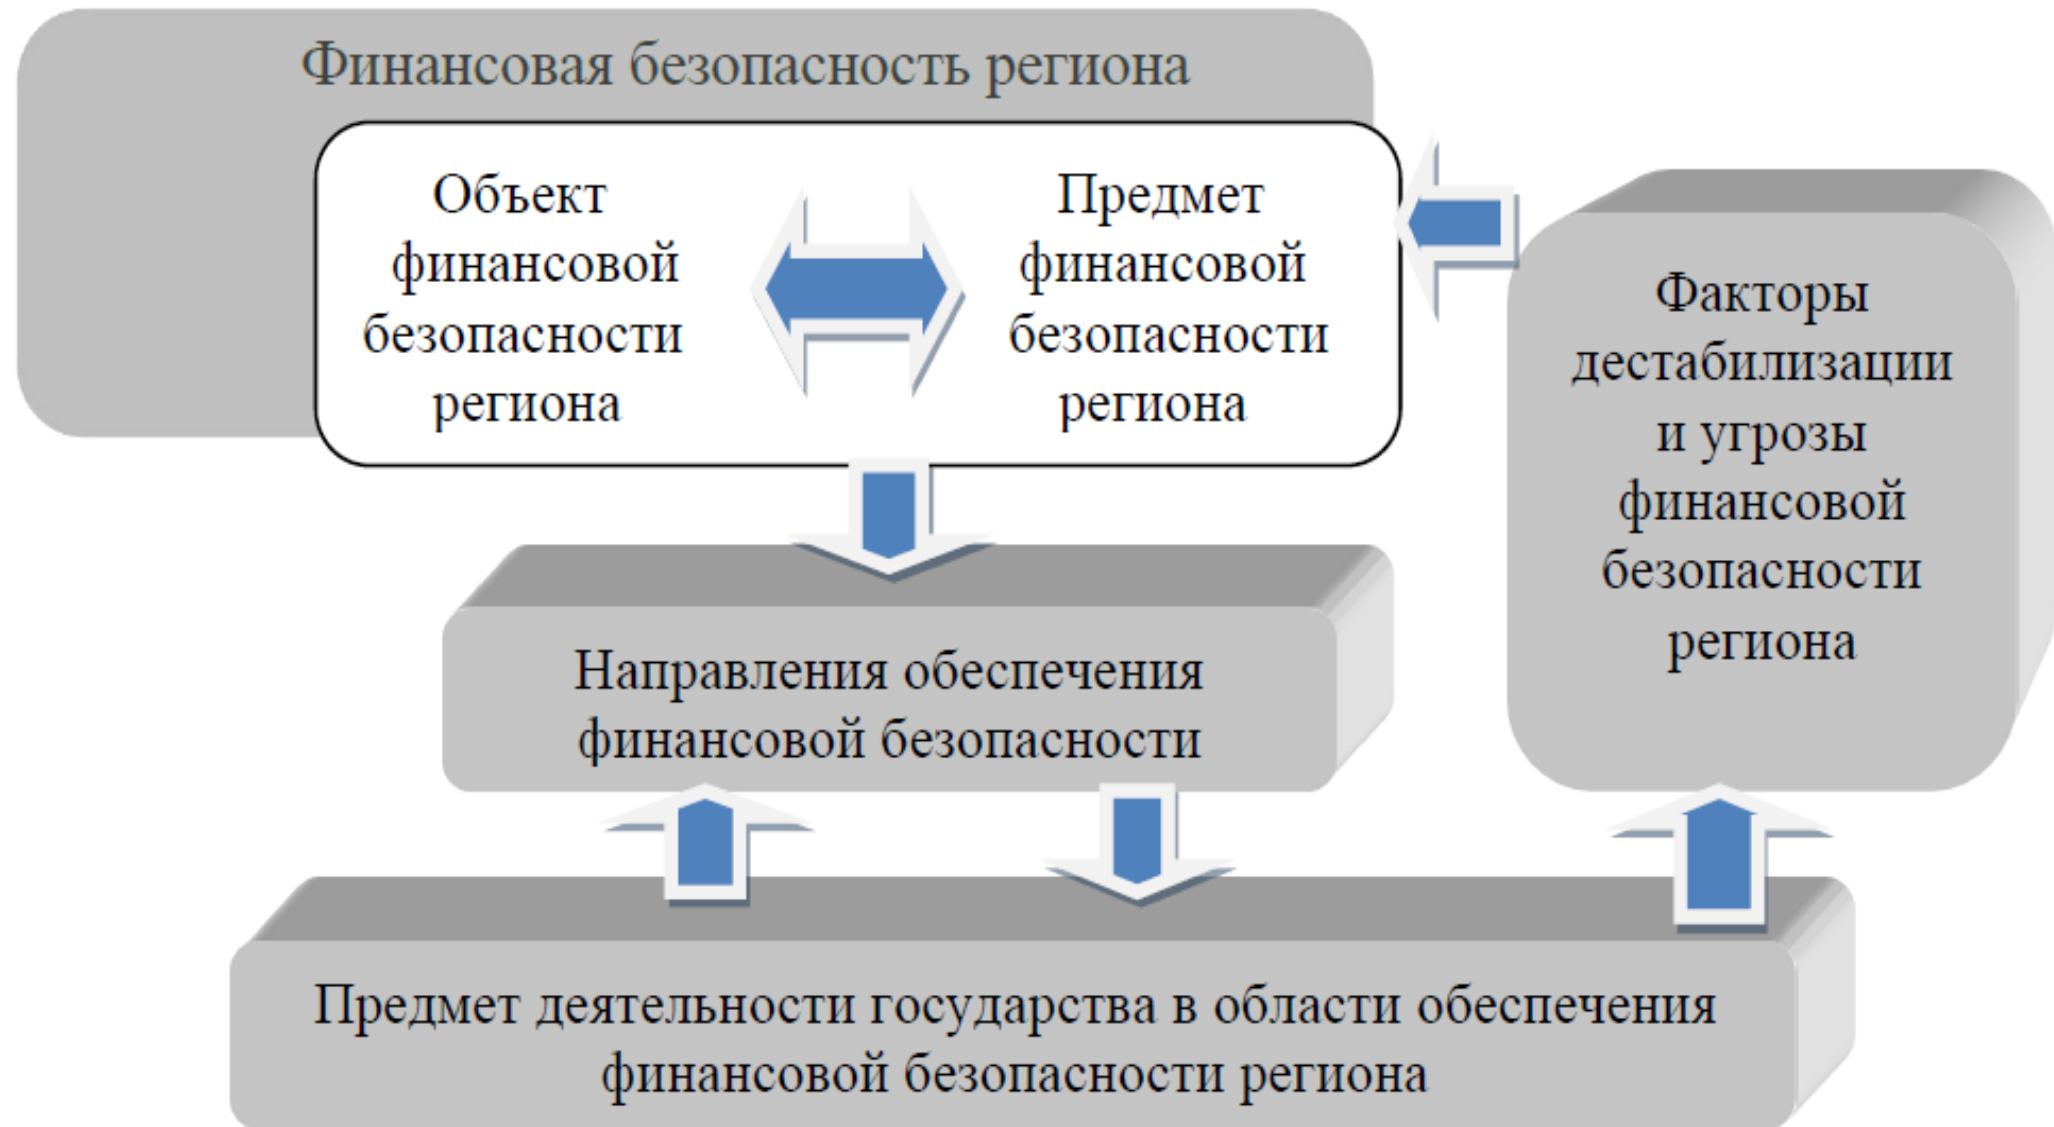 Финансовая безопасность региона
Объект
финансовой
безопасности
региона
Предмет
финансовой
безопасности
региона
Факторы
дестабилизации
и угрозы
финансовой
безопасности
региона
Направления обеспечения
финансовой безопасности
Предмет деятельности государства в области обеспечения
финансовой безопасности региона